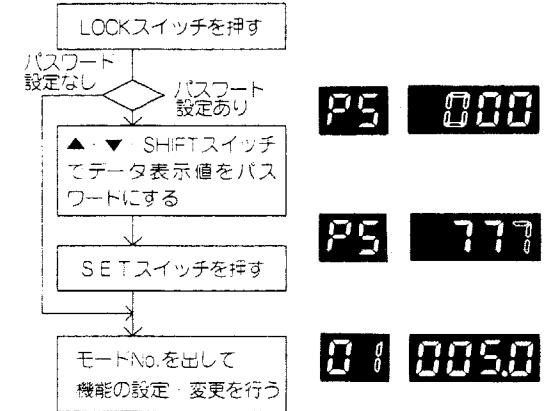 LOCKスイッチを押す
パスワード
設定なし
パスワート
設定あり
PS 000
▲・▼・SHIFTスイッチ
でデータ表示値をパス
ワードにする
PS 777
SETスイッチを押す
01 005.0
モードNo.を出して
機能の設定・変更を行う